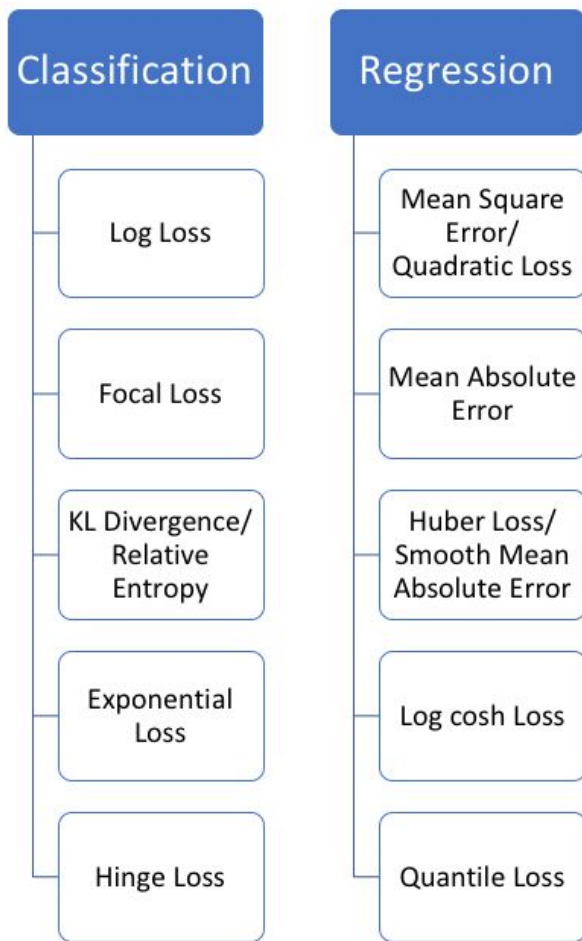 Classification
Log Loss
Focal Loss
KL Divergence/
Relative
Entropy
Exponential
Loss
Hinge Loss
Regression
Mean Square
Error/
Quadratic Loss
Mean Absolute
Error
Huber Loss/
Smooth Mean
Absolute Error
Log cosh Loss
Quantile Loss